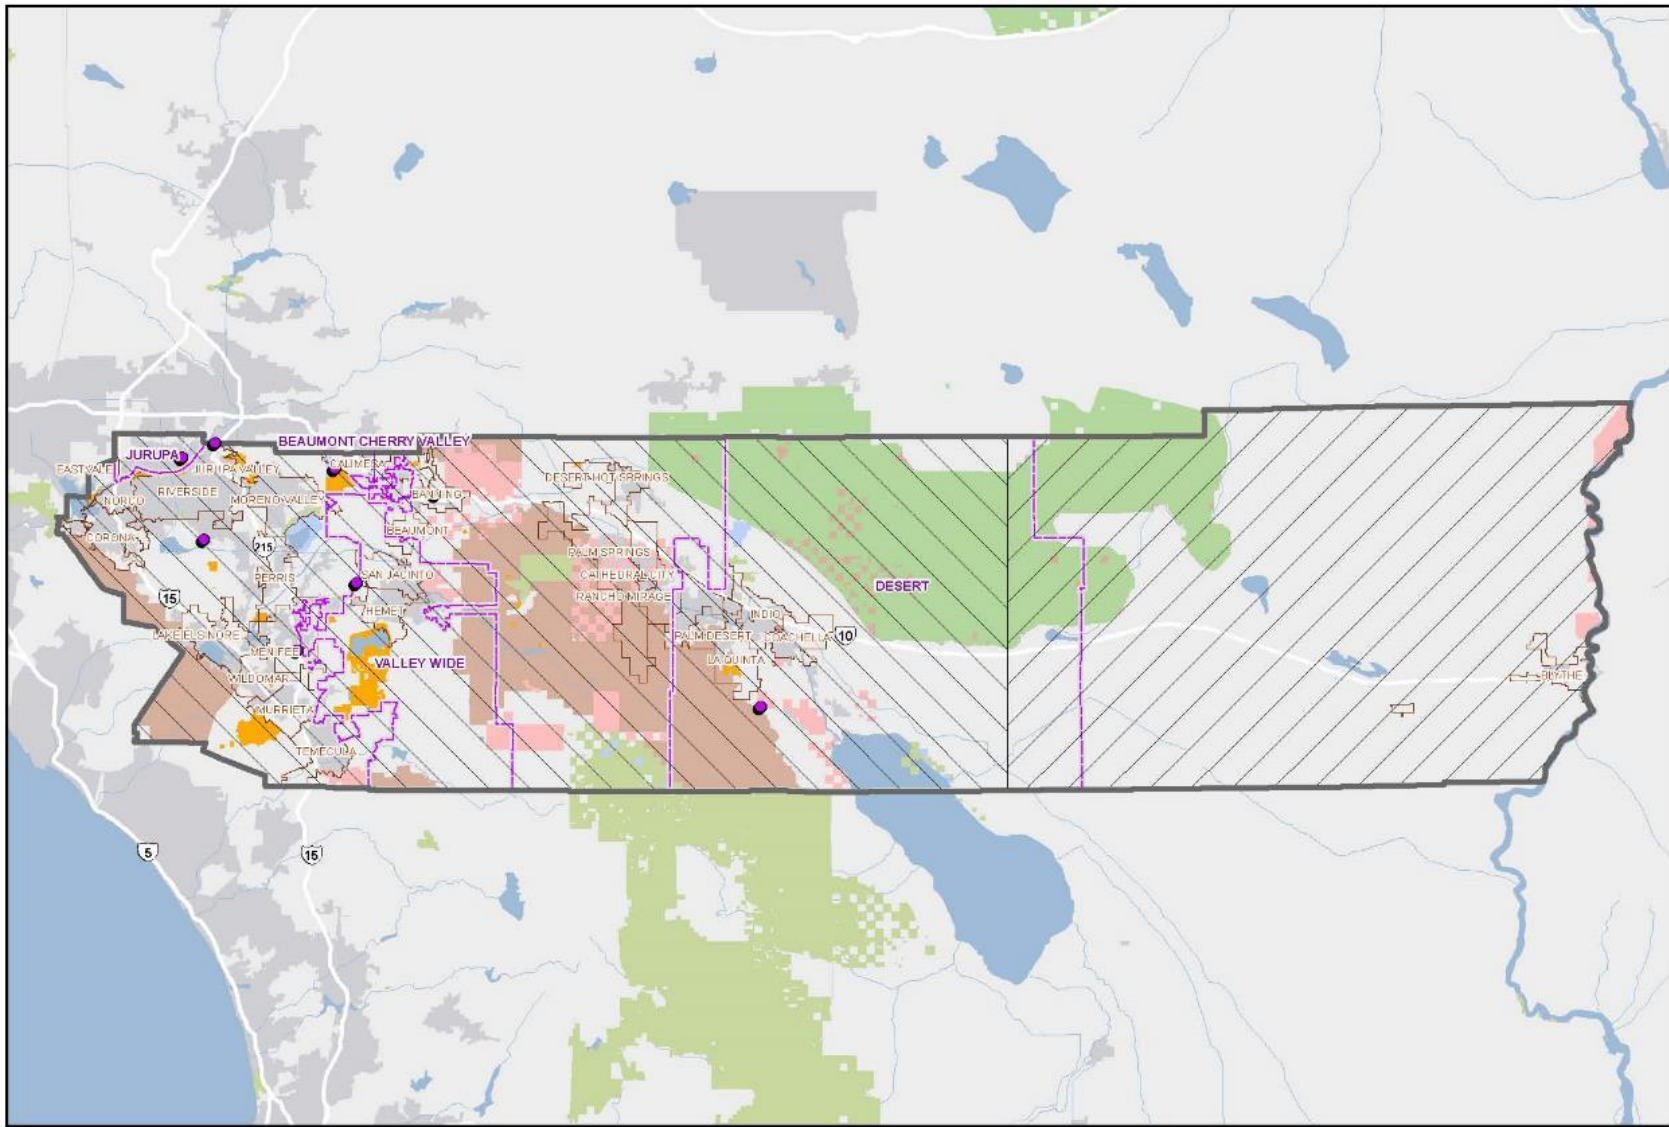 BEAUMONT CHERRY VALLEY
JURUPA
CALIMESA
EASTVALE
JURUPA VALLEY
DESERT HOT SPRINGS
RIVERSIDE
NORCO
MORENO VALLEY
BANNING
BEAUMONT
CORONA
215
PALM SPRINGS
PERRIS
SAN JACINTO
CATHEDRAL CITY
DESERT
15
RANCHO MIRAGE
HEMET
INDIO
LAKE ELSINORE
PALM DESERT
COACHELLA
10
MENIFEE
VALLEY WIDE
LA QUINTA
WILDOMAR
BLYTHE
MURRIETA
TEMECULA
5
15